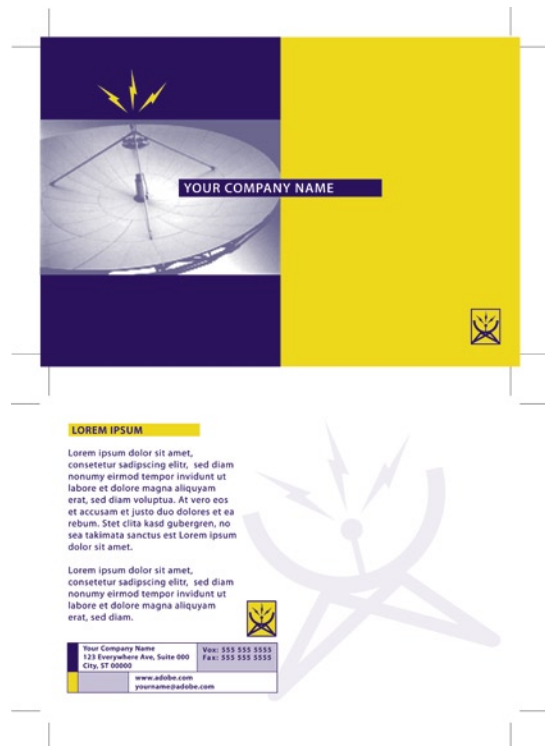 YOUR COMPANY NAME
LOREM IPSUM
Lorem ipsum dolor sit amet,
consetetur sadipscing elitr, sed diam
nonumy eirmod tempor invidunt ut
labore et dolore magna aliquyam
erat, sed diam voluptua. At vero eos
et accusam et justo duo dolores et ea
rebum. Stet clita kasd gubergren, no
sea takimata sanctus est Lorem ipsum
dolor sit amet.
Lorem ipsum dolor sit amet,
consetetur sadipscing elitr, sed diam
nonumy eirmod tempor invidunt ut
labore et dolore magna aliquyam
erat, sed diam.
Your Company Name
123 Everywhere Ave, Suite 000
City, ST 00000
Vox: 555 555 5555
Fax: 555 555 5555
www.adobe.com
yourname@adobe.com